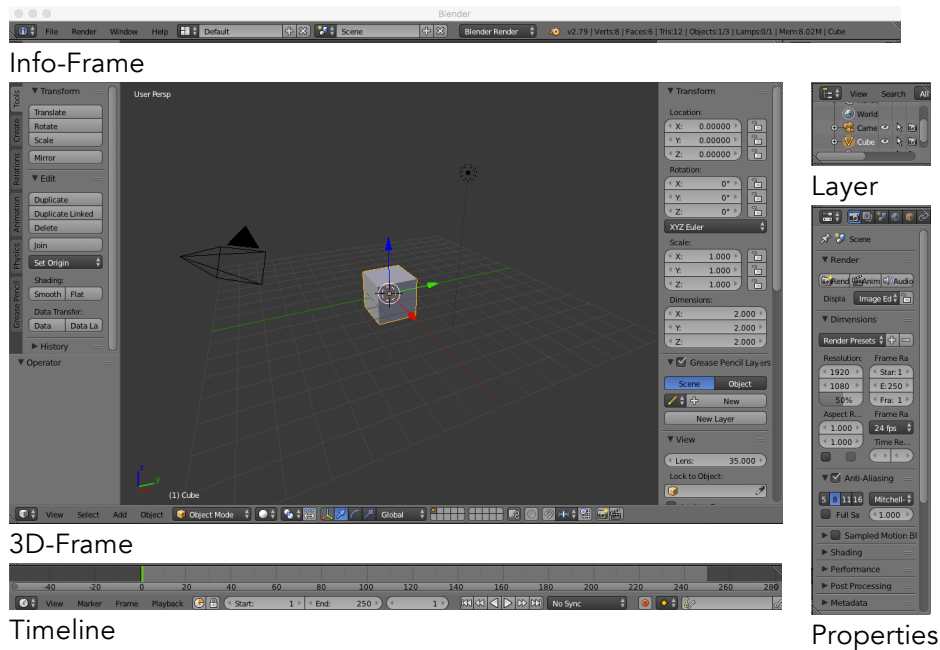 Blender
File Render Window Help Default Scene Blender Render v2.79 | Verts:8 | Faces:6 | Tris:12 | Objects:1/3 | Lamps:0/1 | Mem:8.02M | Cube
Info-Frame
Tools
Create
Relations
Animation
Physics
Grease Pencil
Transform
Translate
Rotate
Scale
Mirror
Edit
Duplicate
Duplicate Linked
Delete
Join
Set Origin
Shading:
Smooth Flat
Data Transfer:
Data Data La
History
Operator
User Persp
z
y
(1) Cube
Transform
Location:
X: 0.00000
Y: 0.00000
Z: 0.00000
Rotation:
X: 0°
Y: 0°
Z: 0°
XYZ Euler
Scale:
X: 1.000
Y: 1.000
Z: 1.000
Dimensions:
X: 2.000
Y: 2.000
Z: 2.000
Grease Pencil Layers
Scene Object
New
New Layer
View
Lens: 35.000
Lock to Object:
View Select Add Object Object Mode Global
3D-Frame
-40 -20 0 20 40 60 80 100 120 140 160 180 200 220 240 260 280
View Marker Frame Playback Start: 1 End: 250 1 No Sync
Timeline
View Search All
World
Came
Cube
Layer
Scene
Render
Rend Anim Audio
Displa Image Ed
Dimensions
Render Presets
Resolution: Frame Ra
1920 Star: 1
1080 E: 250
50% Fra: 1
Aspect R... Frame Ra
1.000 24 fps
1.000 Time Re...
Anti-Aliasing
5 8 11 16 Mitchell-
Full Sa 1.000
Sampled Motion Bl
Shading
Performance
Post Processing
Metadata
Properties